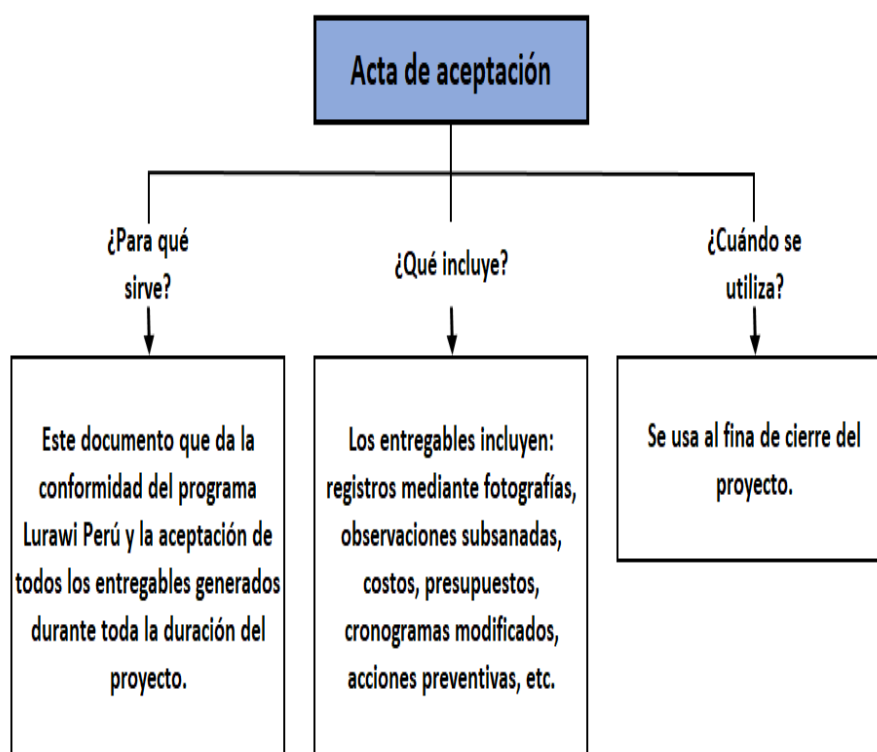 Acta de aceptación
¿Para qué
sirve?
¿Qué incluye?
¿Cuándo se
utiliza?
Este documento que da la
conformidad del programa
Lurawi Perú y la aceptación de
todos los entregables generados
durante toda la duración del
proyecto.
Los entregables incluyen:
registros mediante fotografías,
observaciones subsanadas,
costos, presupuestos,
cronogramas modificados,
acciones preventivas, etc.
Se usa al fina de cierre del
proyecto.